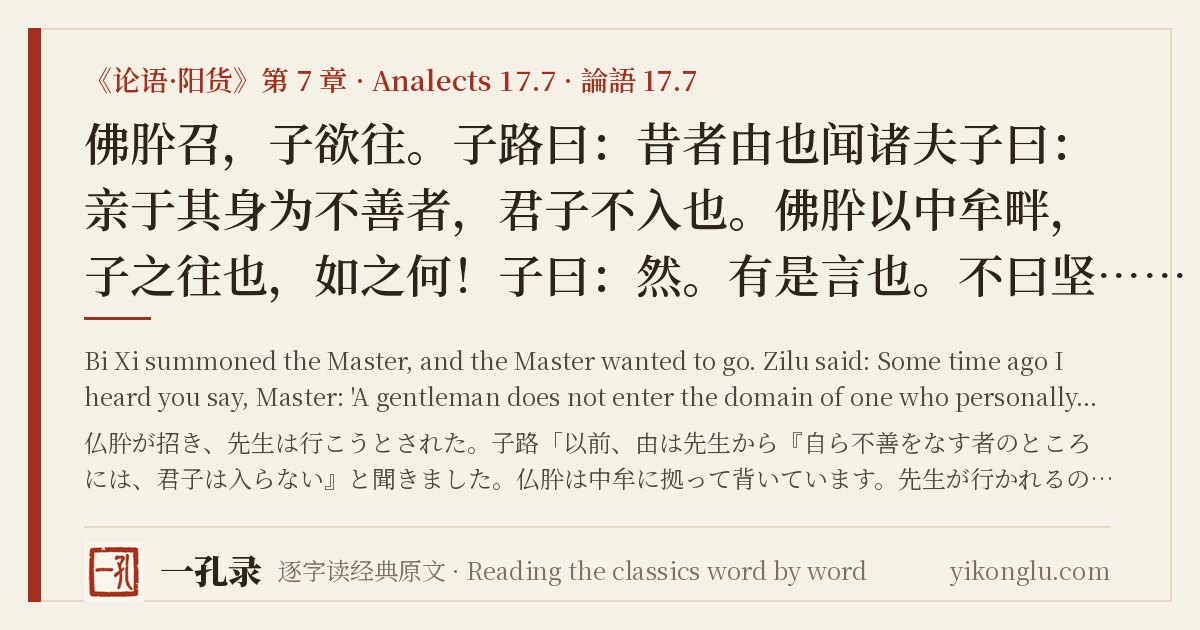 《论语·阳货》第 7 章 · Analects 17.7 · 論語 17.7
佛肸召，子欲往。子路曰：昔者由也闻诸夫子曰：
亲于其身为不善者，君子不入也。佛肸以中牟畔，
子之往也，如之何！子曰：然。有是言也。不曰坚……
Bi Xi summoned the Master, and the Master wanted to go. Zilu said: Some time ago I
heard you say, Master: 'A gentleman does not enter the domain of one who personally...
仏肸が招き、先生は行こうとされた。子路「以前、由は先生から『自ら不善をなす者のところ
には、君子は入らない』と聞きました。仏肸は中牟に拠って背いています。先生が行かれるの…
一孔
一孔录 逐字读经典原文 · Reading the classics word by word yikonglu.com